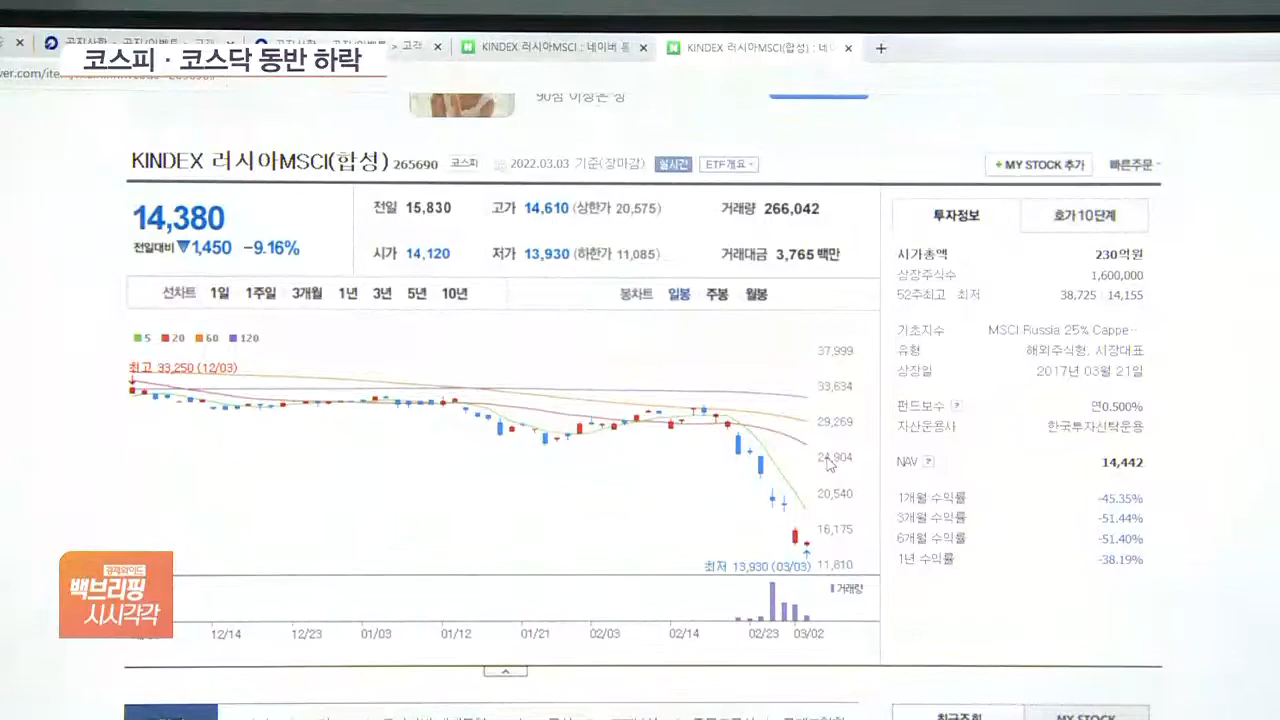 KINDEX 러시아MSCI : 네이버 금
KINDEX 러시아MSCI(합성) : 네이
코스피 · 코스닥 동반 하락
KINDEX 러시아MSCI(합성) 265690 코스피 2022.03.03 기준(장마감) 실시간 ETF개요
+ MY STOCK 추가 빠른주문
14,380
전일대비 ▼1,450 -9.16%
전일 15,830 고가 14,610 (상한가 20,575) 거래량 266,042
시가 14,120 저가 13,930 (하한가 11,085) 거래대금 3,765 백만
선차트 1일 1주일 3개월 1년 3년 5년 10년 봉차트 일봉 주봉 월봉
5 20 60 120
최고 33,250 (12/03)
37,999
33,634
29,269
24,904
20,540
16,175
11,810
최저 13,930 (03/03)
거래량
12/14 12/23 01/03 01/12 01/21 02/03 02/14 02/23 03/02
투자정보 호가 10단계
시가총액 230억원
상장주식수 1,600,000
52주최고 최저 38,725 14,155
기초지수 MSCI Russia 25% Cappe…
유형 해외주식형, 시장대표
상장일 2017년 03월 21일
펀드보수 ? 연0.500%
자산운용사 한국투자신탁운용
NAV ? 14,442
1개월 수익률 -45.35%
3개월 수익률 -51.44%
6개월 수익률 -51.40%
1년 수익률 -38.19%
경제와이드
백브리핑
시시각각
최근조회 MY STOCK